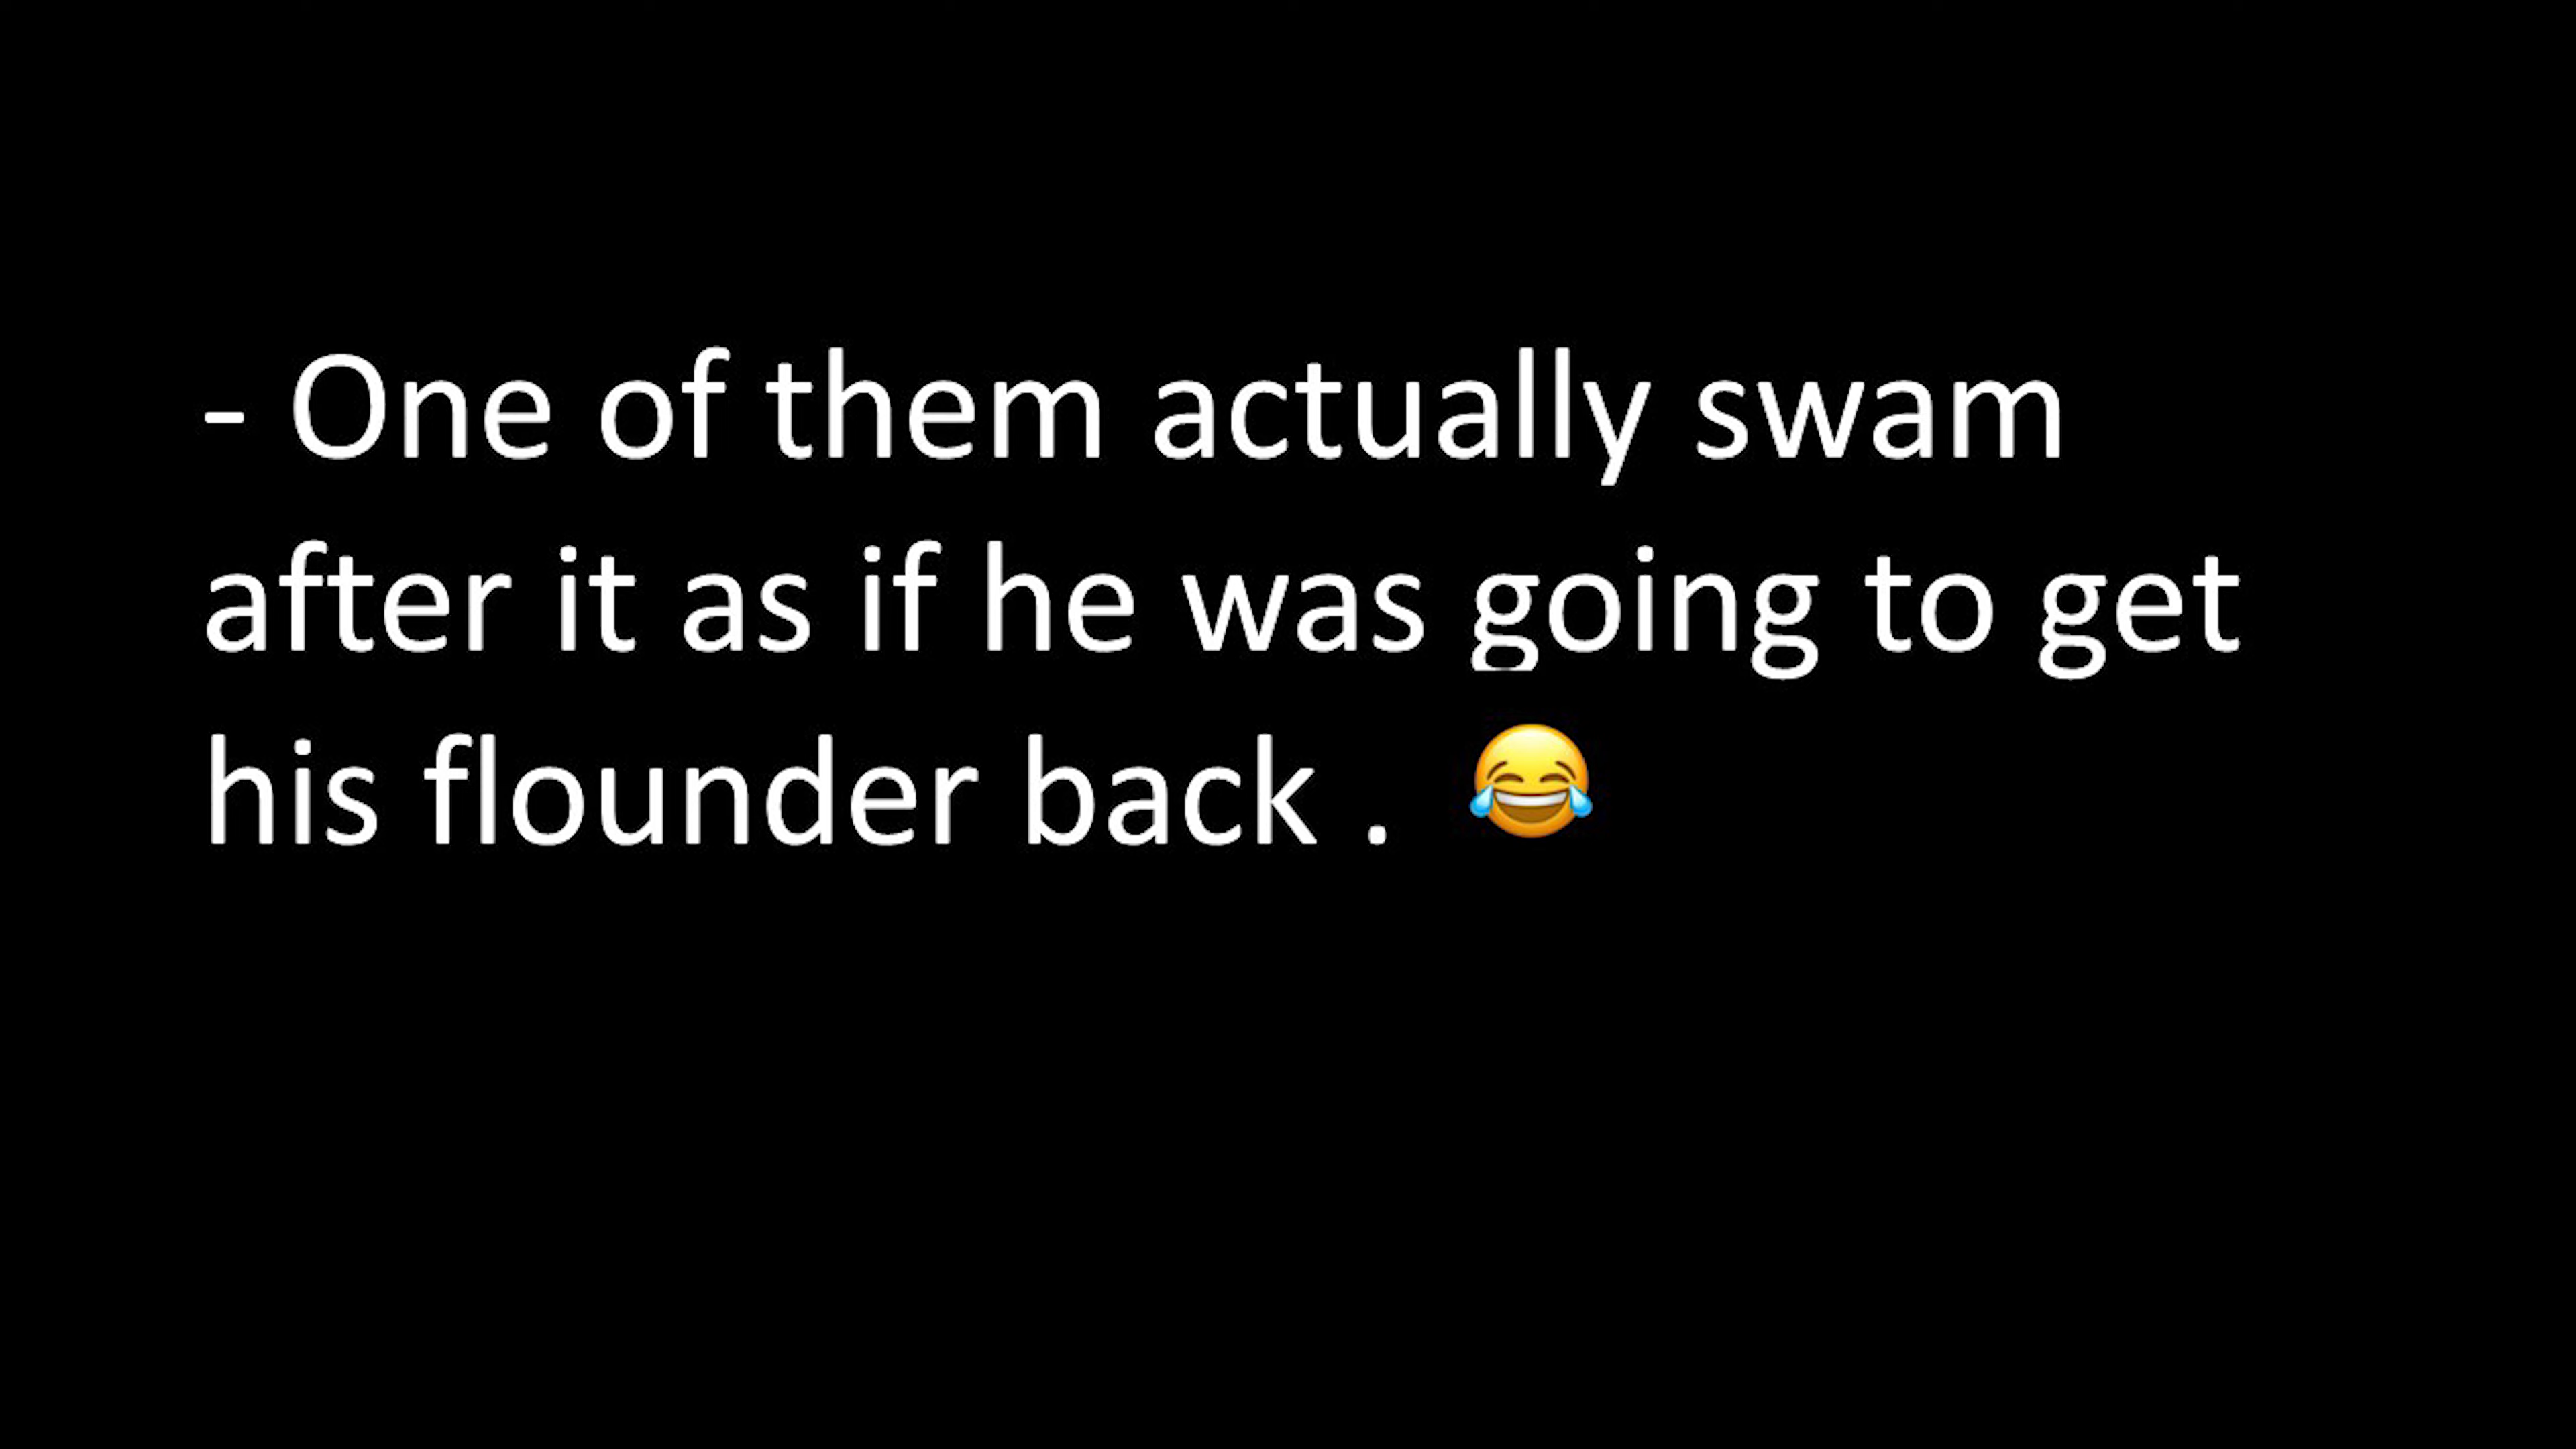 - One of them actually swam
after it as if he was going to get
his flounder back . 😂